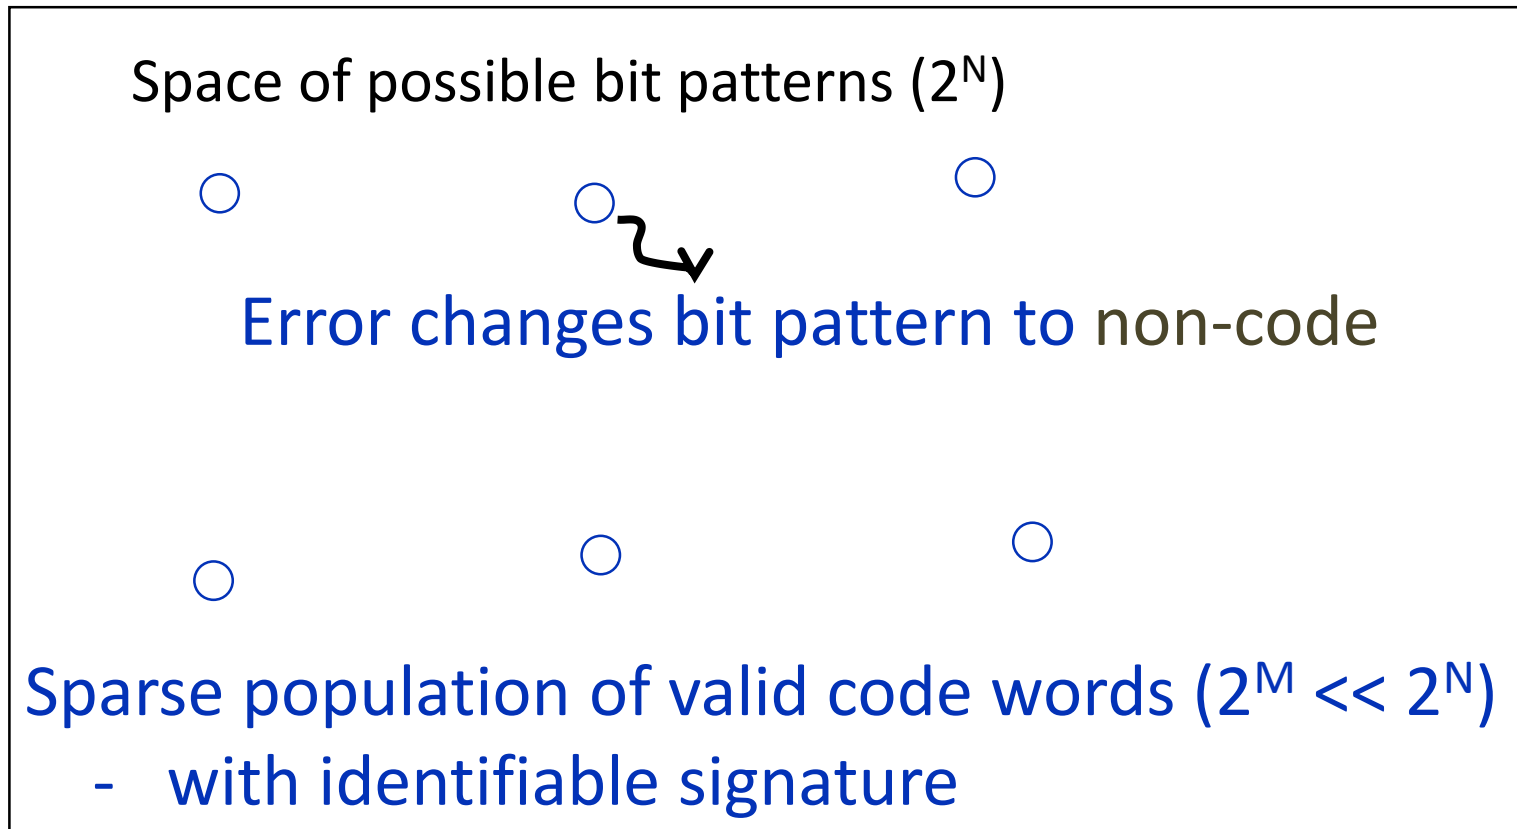 Space of possible bit patterns (2ᴺ)
Error changes bit pattern to non-code
Sparse population of valid code words (2ᴹ << 2ᴺ)
- with identifiable signature